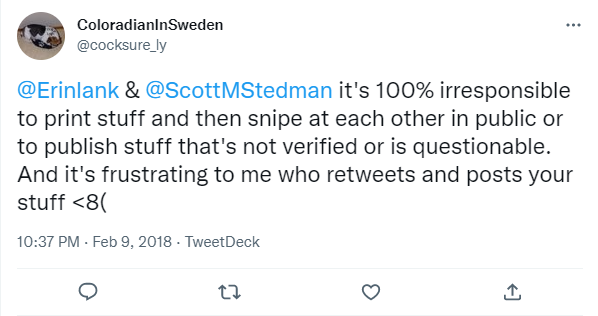 ColoradianInSweden
@cocksure_ly
@Erinlank & @ScottMStedman it's 100% irresponsible
to print stuff and then snipe at each other in public or
to publish stuff that's not verified or is questionable.
And it's frustrating to me who retweets and posts your
stuff <8(
10:37 PM · Feb 9, 2018 · TweetDeck